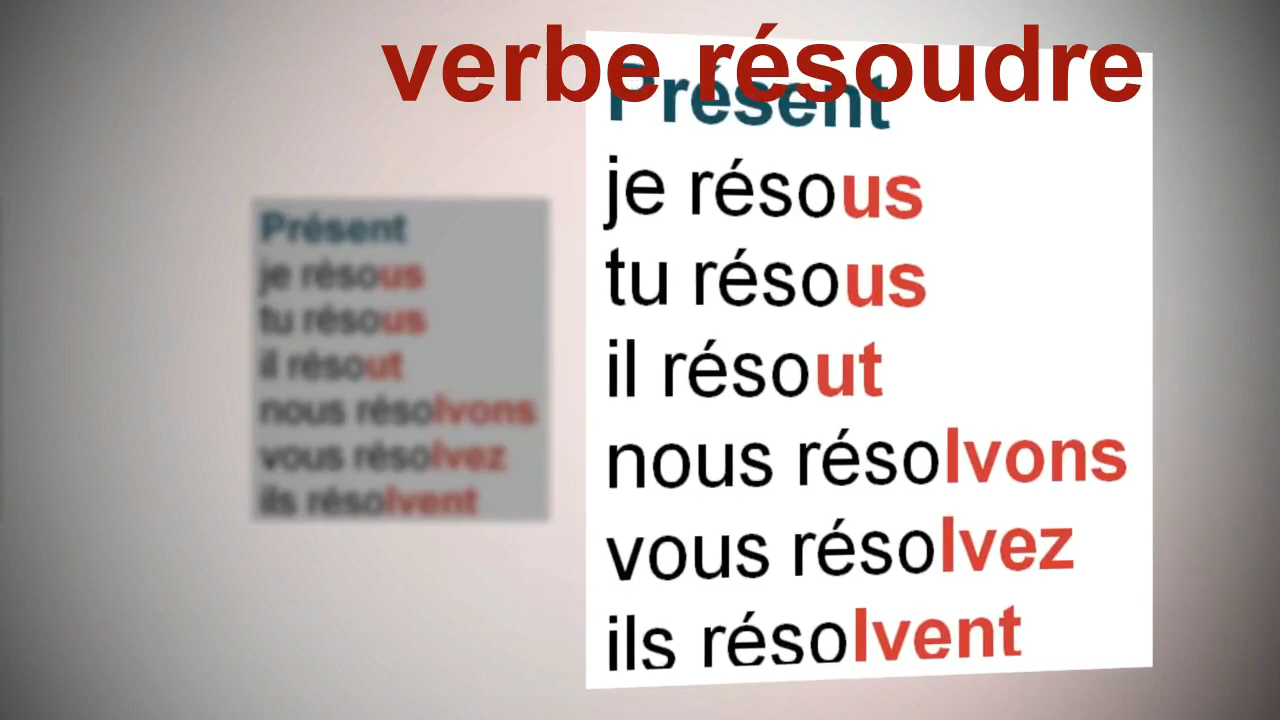 verbe résoudre
Présent
je résous
tu résous
il résout
nous résolvons
vous résolvez
ils résolvent
Présent
je résous
tu résous
il résout
nous résolvons
vous résolvez
ils résolvent